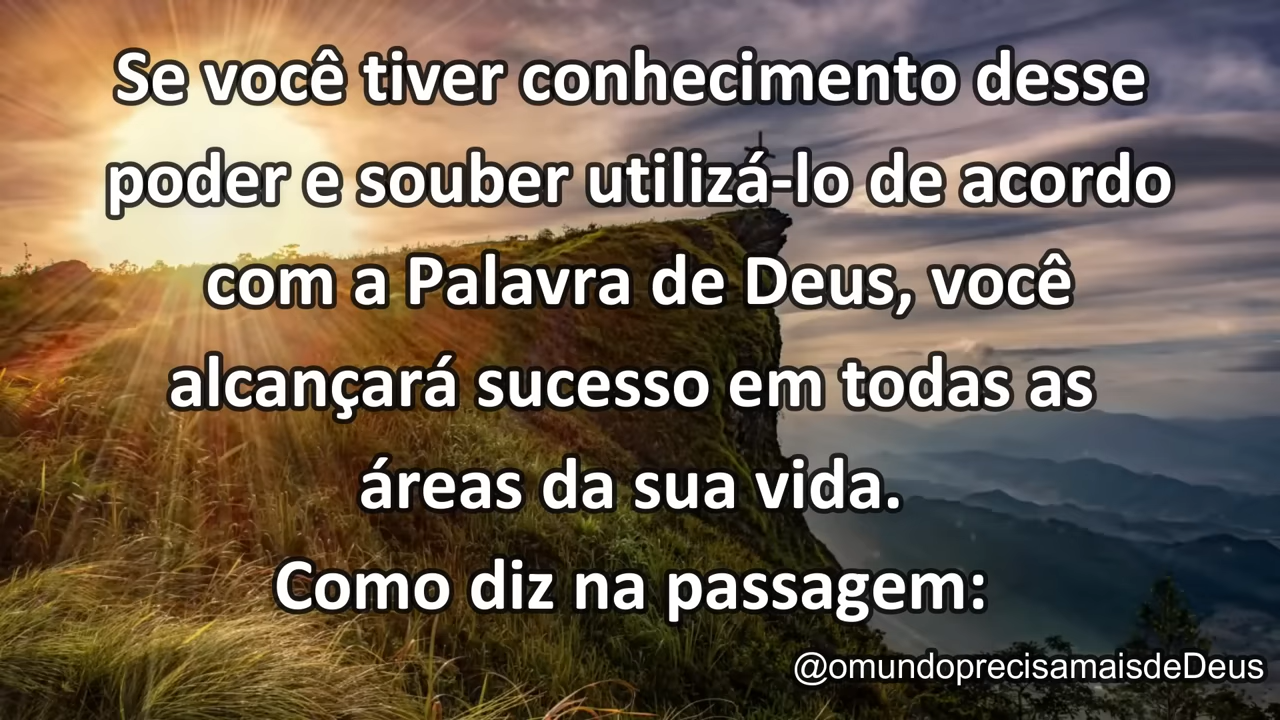 Se você tiver conhecimento desse
poder e souber utilizá-lo de acordo
com a Palavra de Deus, você
alcançará sucesso em todas as
áreas da sua vida.
Como diz na passagem:
@omundoprecisamaisdeDeus